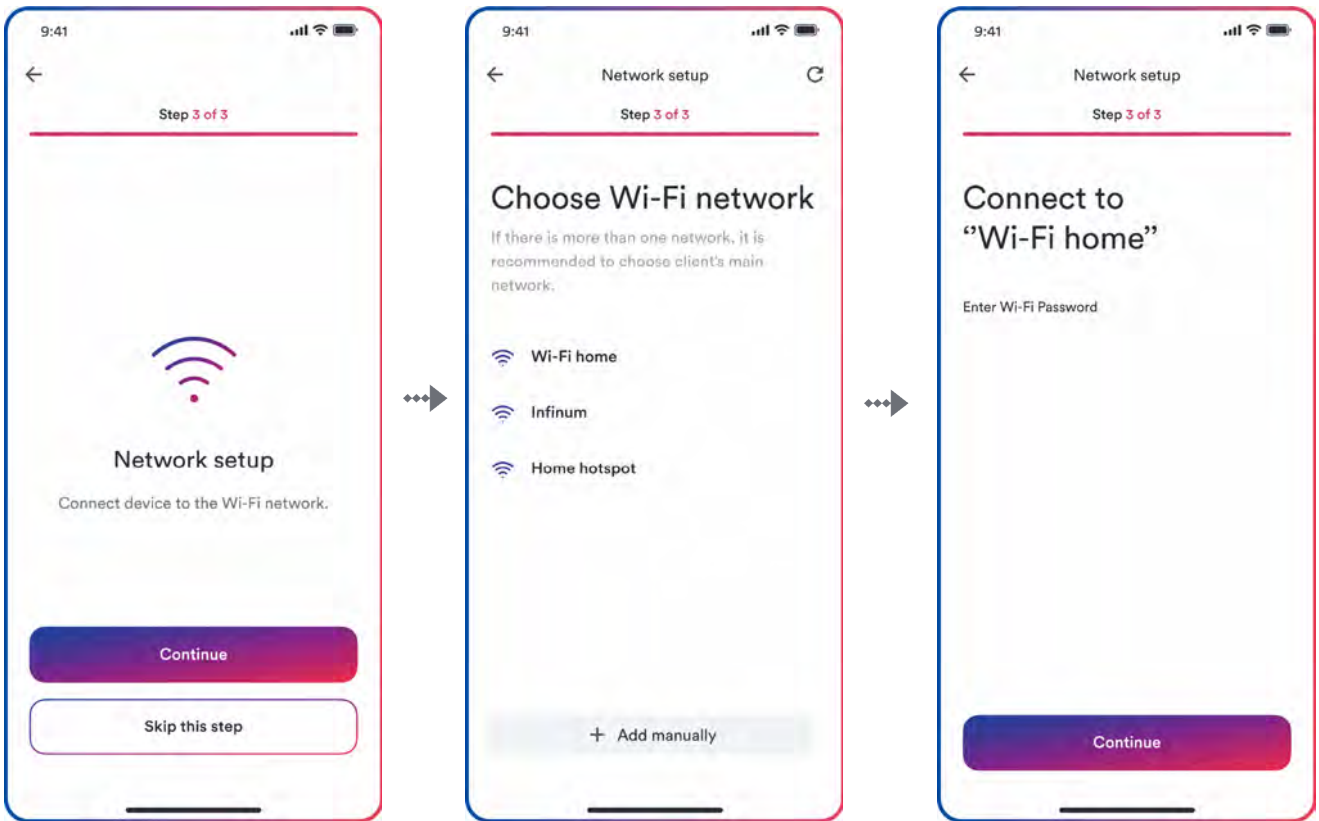 9:41
Step 3 of 3
Network setup
Connect device to the Wi-Fi network.
Continue
Skip this step
9:41
Network setup
Step 3 of 3
Choose Wi-Fi network
If there is more than one network, it is
recommended to choose client's main
network.
Wi-Fi home
Infinum
Home hotspot
+ Add manually
9:41
Network setup
Step 3 of 3
Connect to
‘’Wi-Fi home’’
Enter Wi-Fi Password
Continue